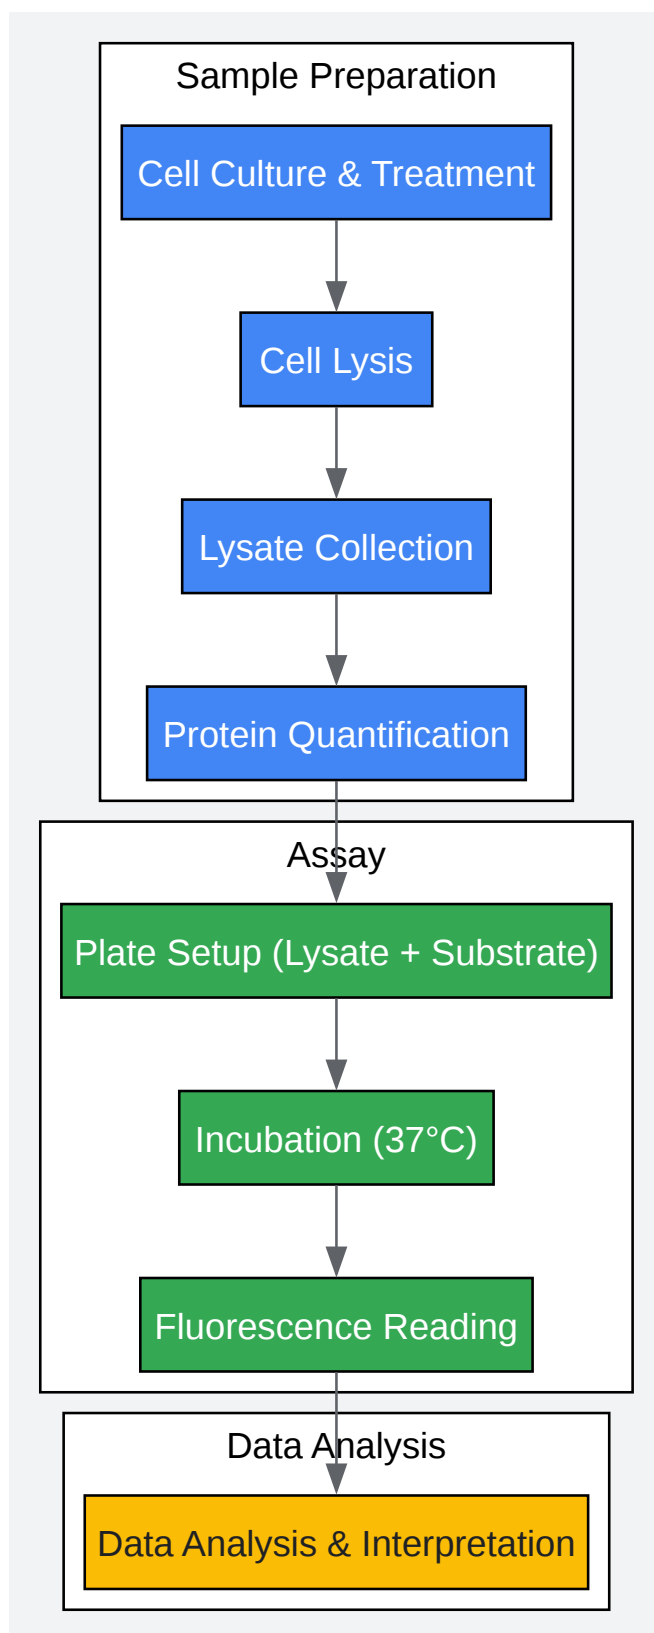 Sample Preparation
Cell Culture & Treatment
Cell Lysis
Lysate Collection
Protein Quantification
Assay
Plate Setup (Lysate + Substrate)
Incubation (37°C)
Fluorescence Reading
Data Analysis
Data Analysis & Interpretation